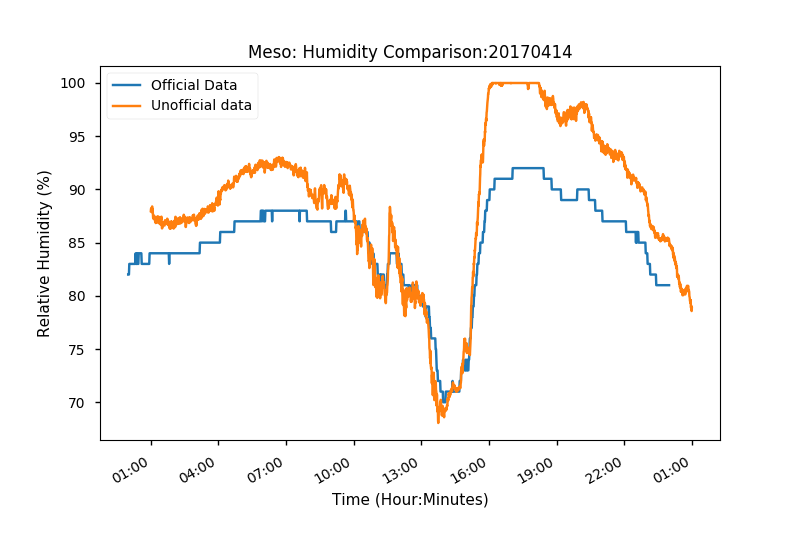 Meso: Humidity Comparison:20170414
Official Data
Unofficial data
Relative Humidity (%)
100
95
90
85
80
75
70
01:00 04:00 07:00 10:00 13:00 16:00 19:00 22:00 01:00
Time (Hour:Minutes)